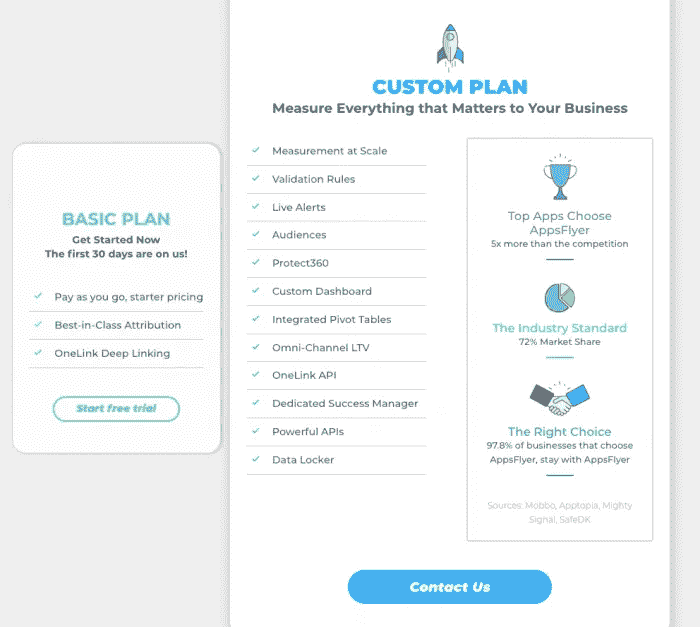 BASIC PLAN
Get Started Now
The first 30 days are on us!
Pay as you go, starter pricing
Best-in-Class Attribution
OneLink Deep Linking
Start free trial
CUSTOM PLAN
Measure Everything that Matters to Your Business
Measurement at Scale
Validation Rules
Live Alerts
Audiences
Protect360
Custom Dashboard
Integrated Pivot Tables
Omni-Channel LTV
OneLink API
Dedicated Success Manager
Powerful APIs
Data Locker
Top Apps Choose
AppsFlyer
5x more than the competition
The Industry Standard
72% Market Share
The Right Choice
97.8% of businesses that choose
AppsFlyer, stay with AppsFlyer
Sources: Mobbo, Apptopia, Mighty
Signal, SafeDK
Contact Us